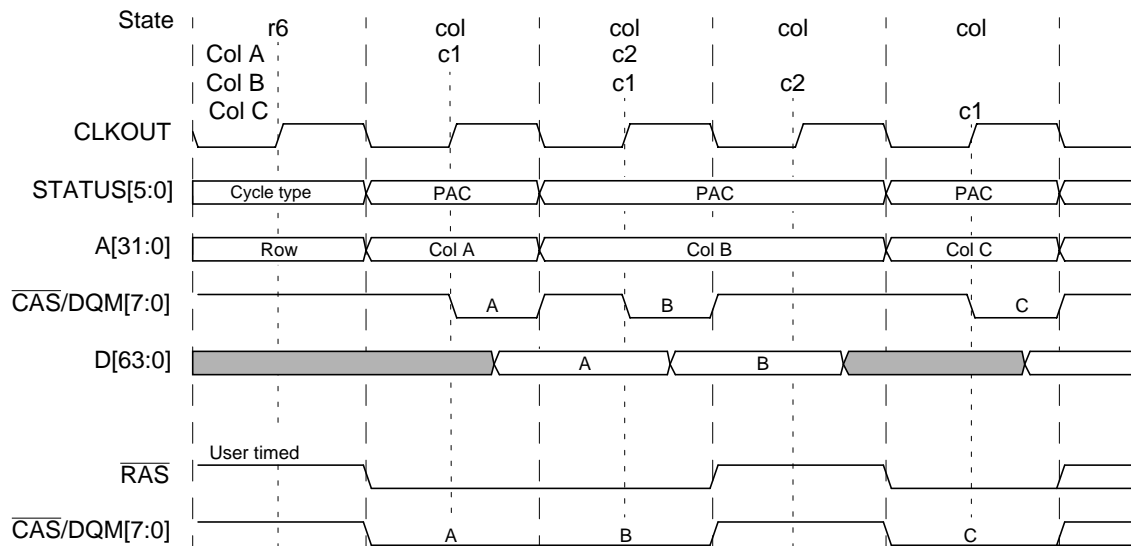 State r6 col col col col
Col A c1 c2
Col B c1 c2
Col C c1
CLKOUT
STATUS[5:0] Cycle type PAC PAC PAC
A[31:0] Row Col A Col B Col C
CAS/DQM[7:0] A B C
D[63:0] A B
User timed
RAS
CAS/DQM[7:0] A B C